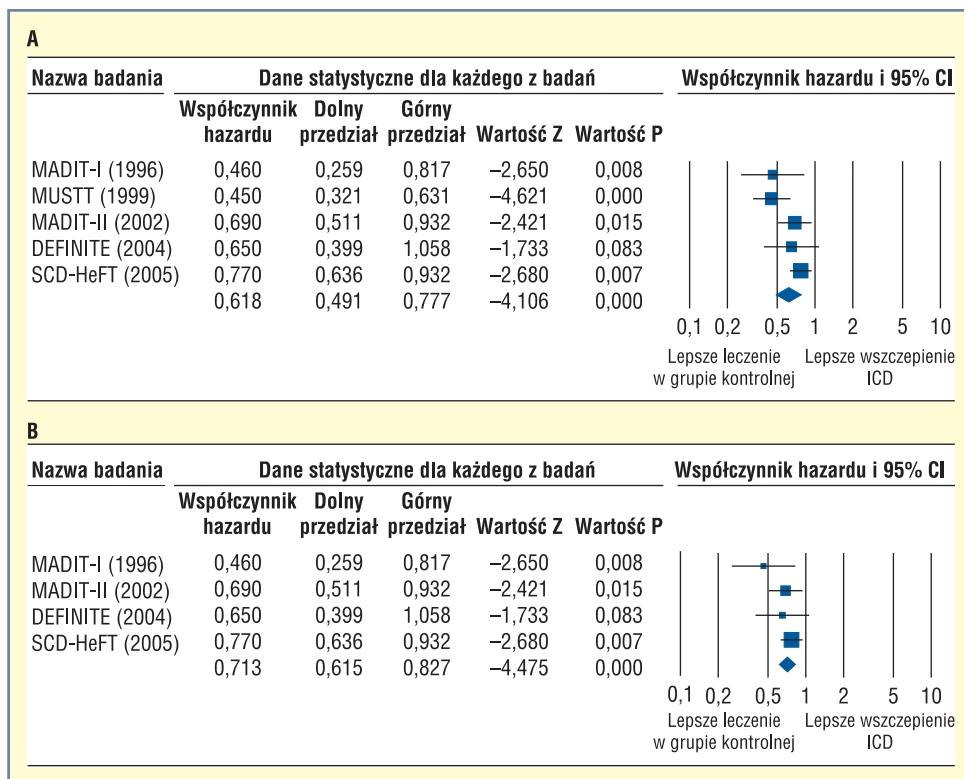 A
Nazwa badania Dane statystyczne dla każdego z badań Współczynnik hazardu i 95% CI
Współczynnik hazardu Dolny przedział Górny przedział Wartość Z Wartość P
MADIT-I (1996) 0,460 0,259 0,817 –2,650 0,008
MUSTT (1999) 0,450 0,321 0,631 –4,621 0,000
MADIT-II (2002) 0,690 0,511 0,932 –2,421 0,015
DEFINITE (2004) 0,650 0,399 1,058 –1,733 0,083
SCD-HeFT (2005) 0,770 0,636 0,932 –2,680 0,007
0,618 0,491 0,777 –4,106 0,000
0,1 0,2 0,5 1 2 5 10
Lepsze leczenie w grupie kontrolnej Lepsze wszczepienie ICD
B
Nazwa badania Dane statystyczne dla każdego z badań Współczynnik hazardu i 95% CI
Współczynnik hazardu Dolny przedział Górny przedział Wartość Z Wartość P
MADIT-I (1996) 0,460 0,259 0,817 –2,650 0,008
MADIT-II (2002) 0,690 0,511 0,932 –2,421 0,015
DEFINITE (2004) 0,650 0,399 1,058 –1,733 0,083
SCD-HeFT (2005) 0,770 0,636 0,932 –2,680 0,007
0,713 0,615 0,827 –4,475 0,000
0,1 0,2 0,5 1 2 5 10
Lepsze leczenie w grupie kontrolnej Lepsze wszczepienie ICD